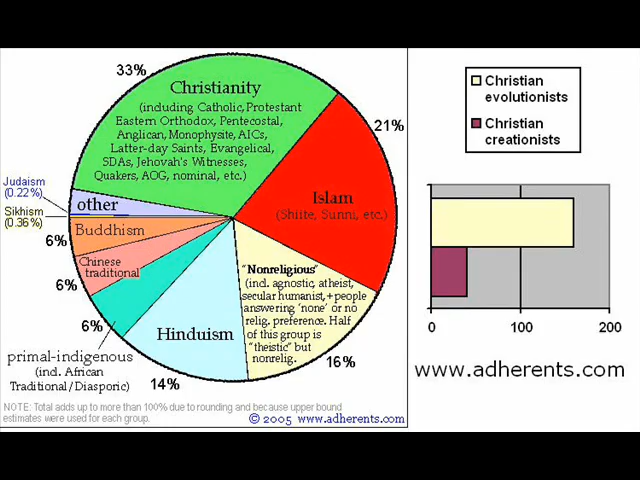 33%
Christianity
(including Catholic, Protestant
Eastern Orthodox, Pentecostal,
Anglican, Monophysite, AICs,
Latter-day Saints, Evangelical,
SDAs, Jehovah's Witnesses,
Quakers, AOG, nominal, etc.)
21%
Islam
(Shiite, Sunni, etc.)
Judaism
(0.22%)
other
Sikhism
(0.36%)
6%
Buddhism
6%
Chinese
traditional
6%
primal-indigenous
(incl. African
Traditional/Diasporic)
Hinduism
14%
"Nonreligious"
(incl. agnostic, atheist,
secular humanist, + people
answering 'none' or no
relig. preference. Half
of this group is
"theistic" but
nonrelig.
16%
NOTE: Total adds up to more than 100% due to rounding and because upper bound
estimates were used for each group.
© 2005 www.adherents.com
Christian
evolutionists
Christian
creationists
0 100 200
www.adherents.com